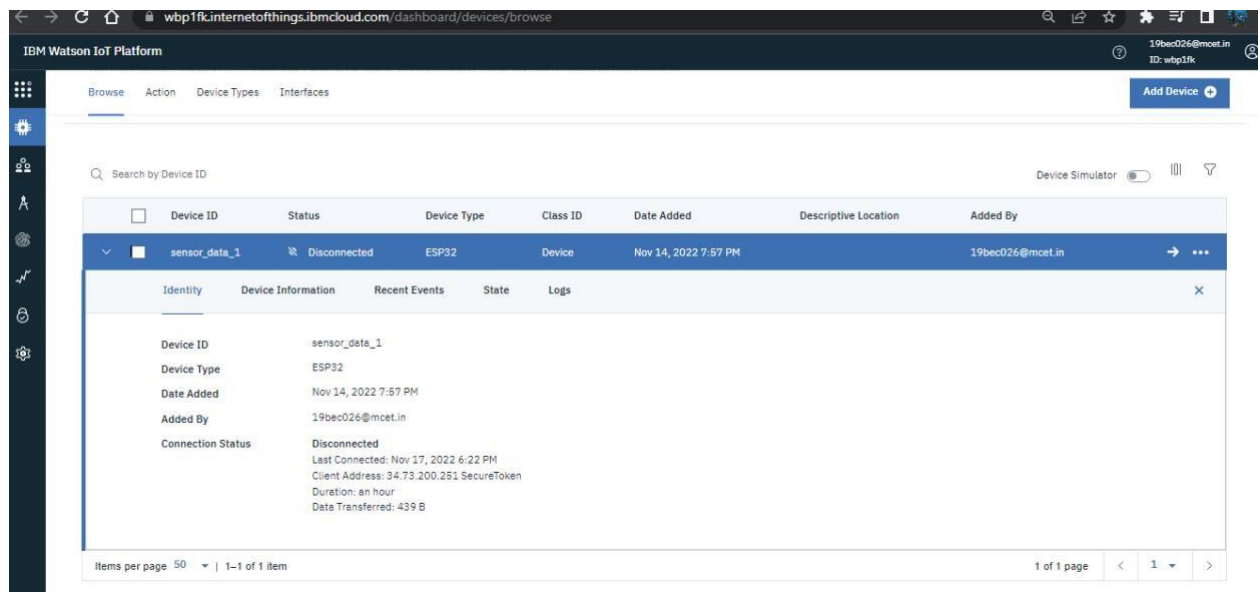 wbp1fk.internetofthings.ibmcloud.com/dashboard/devices/browse
IBM Watson IoT Platform
19bec026@mcet.in
ID: wbp1fk
Browse Action Device Types Interfaces
Add Device
Search by Device ID
Device Simulator
Device ID Status Device Type Class ID Date Added Descriptive Location Added By
sensor_data_1 Disconnected ESP32 Device Nov 14, 2022 7:57 PM 19bec026@mcet.in
Identity Device Information Recent Events State Logs
Device ID sensor_data_1
Device Type ESP32
Date Added Nov 14, 2022 7:57 PM
Added By 19bec026@mcet.in
Connection Status Disconnected
Last Connected: Nov 17, 2022 6:22 PM
Client Address: 34.73.200.251 SecureToken
Duration: an hour
Data Transferred: 439 B
Items per page 50 | 1–1 of 1 item 1 of 1 page 1